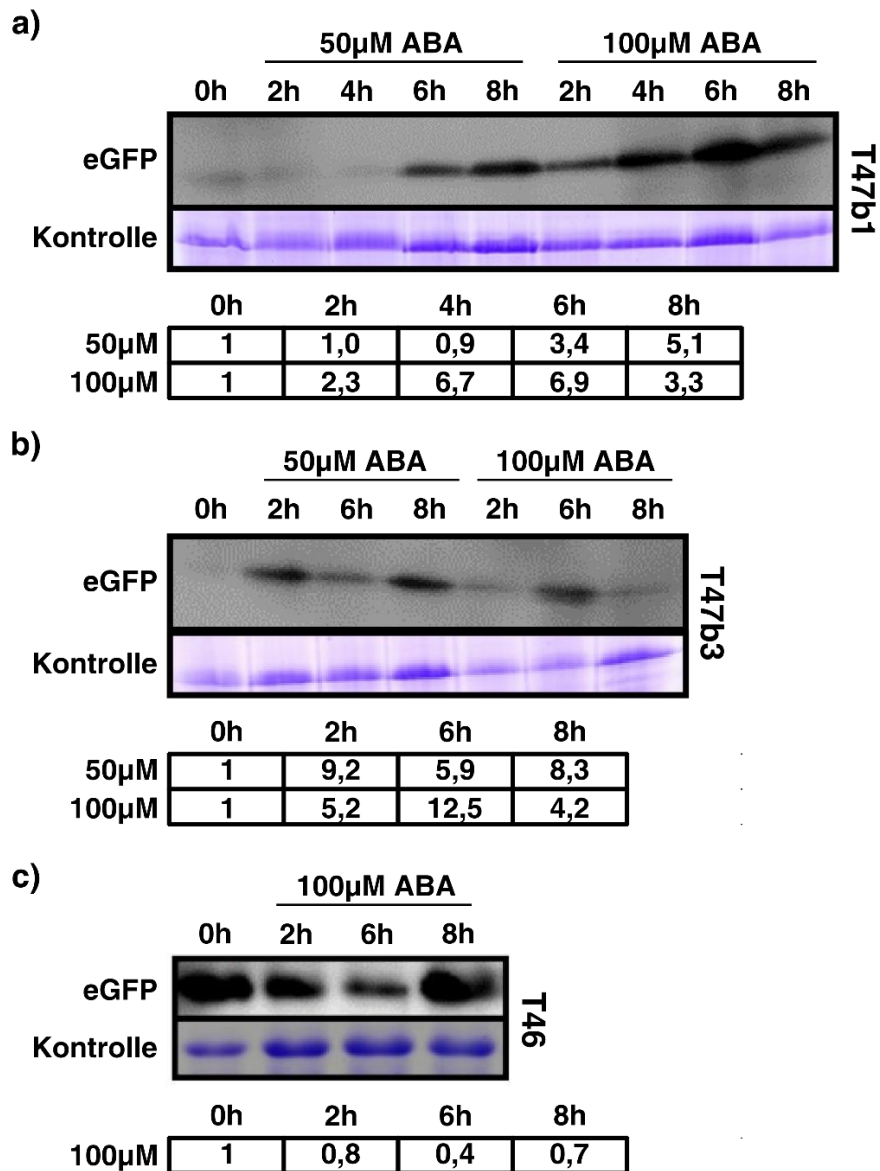 a)
50µM ABA 100µM ABA
0h 2h 4h 6h 8h 2h 4h 6h 8h
eGFP
Kontrolle
T47b1
0h 2h 4h 6h 8h
50µM 1 1,0 0,9 3,4 5,1
100µM 1 2,3 6,7 6,9 3,3
b)
50µM ABA 100µM ABA
0h 2h 6h 8h 2h 6h 8h
eGFP
Kontrolle
T47b3
0h 2h 6h 8h
50µM 1 9,2 5,9 8,3
100µM 1 5,2 12,5 4,2
c)
100µM ABA
0h 2h 6h 8h
eGFP
Kontrolle
T46
0h 2h 6h 8h
100µM 1 0,8 0,4 0,7